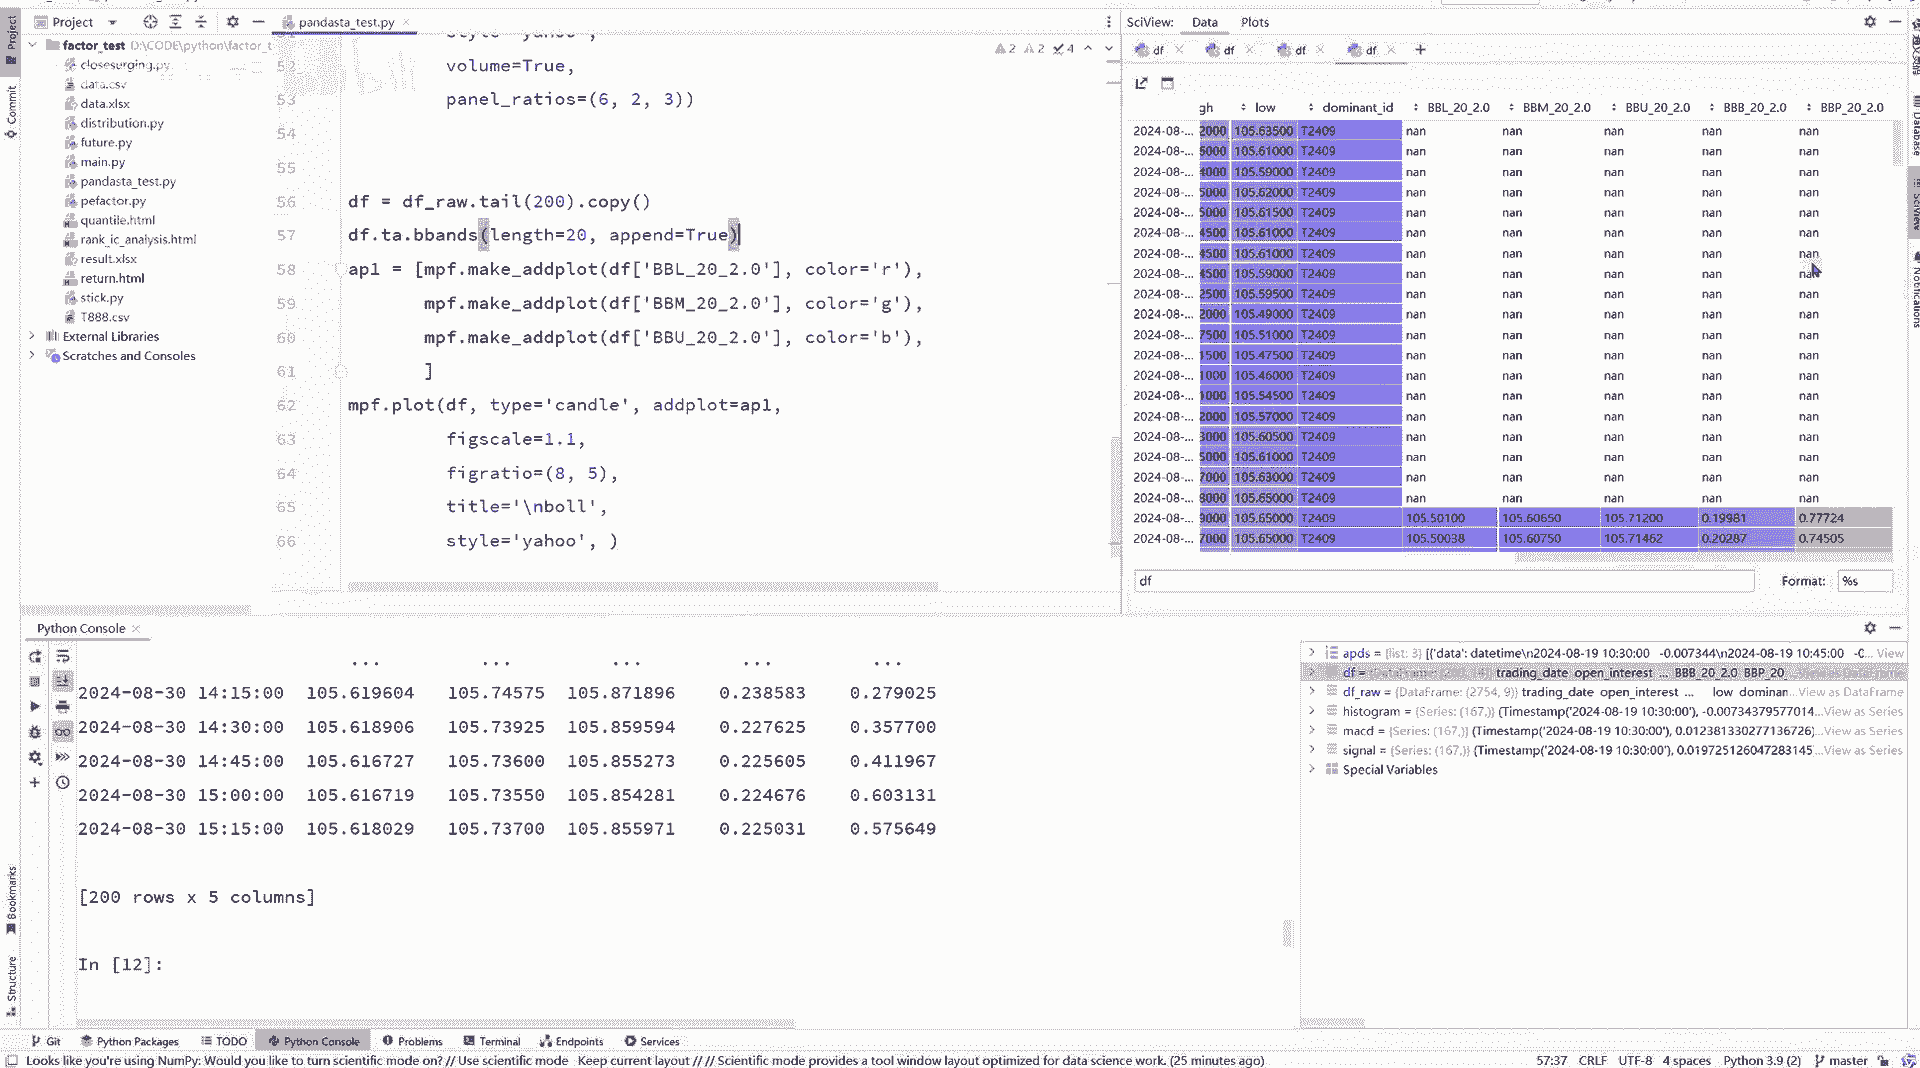 Project
pandasta_test.py
SciView:
Data
Plots
factor_test D:\CODE\python\factor_t
closesurging.py
data.csv
data.xlsx
distribution.py
future.py
main.py
pandasta_test.py
pefactor.py
quantile.html
rank_ic_analysis.html
result.xlsx
return.html
stick.py
T888.csv
External Libraries
Scratches and Consoles
Project
Commit
Bookmarks
Structure
2 2 4
52 volume=True,
53 panel_ratios=(6, 2, 3))
54
55
56 df = df_raw.tail(200).copy()
57 df.ta.bbands(length=20, append=True)
58 ap1 = [mpf.make_addplot(df['BBL_20_2.0'], color='r'),
59 mpf.make_addplot(df['BBM_20_2.0'], color='g'),
60 mpf.make_addplot(df['BBU_20_2.0'], color='b'),
61 ]
62 mpf.plot(df, type='candle', addplot=ap1,
63 figscale=1.1,
64 figratio=(8, 5),
65 title='\nboll',
66 style='yahoo', )
df df df df
gh low dominant_id BBL_20_2.0 BBM_20_2.0 BBU_20_2.0 BBB_20_2.0 BBP_20_2.0
2024-08-... 2000 105.63500 T2409 nan nan nan nan nan
2024-08-... 5000 105.61000 T2409 nan nan nan nan nan
2024-08-... 4000 105.59000 T2409 nan nan nan nan nan
2024-08-... 5000 105.62000 T2409 nan nan nan nan nan
2024-08-... 5000 105.61500 T2409 nan nan nan nan nan
2024-08-... 4500 105.61000 T2409 nan nan nan nan nan
2024-08-... 4500 105.61000 T2409 nan nan nan nan nan
2024-08-... 4500 105.59000 T2409 nan nan nan nan nan
2024-08-... 2500 105.59500 T2409 nan nan nan nan nan
2024-08-... 2000 105.49000 T2409 nan nan nan nan nan
2024-08-... 7500 105.51000 T2409 nan nan nan nan nan
2024-08-... 1500 105.47500 T2409 nan nan nan nan nan
2024-08-... 1000 105.46000 T2409 nan nan nan nan nan
2024-08-... 1000 105.54500 T2409 nan nan nan nan nan
2024-08-... 2000 105.57000 T2409 nan nan nan nan nan
2024-08-... 3000 105.60500 T2409 nan nan nan nan nan
2024-08-... 5000 105.61000 T2409 nan nan nan nan nan
2024-08-... 7000 105.63000 T2409 nan nan nan nan nan
2024-08-... 8000 105.65000 T2409 nan nan nan nan nan
2024-08-... 9000 105.65000 T2409 105.50100 105.60650 105.71200 0.19981 0.77724
2024-08-... 7000 105.65000 T2409 105.50038 105.60750 105.71462 0.20287 0.74505
df
Format: %s
Database
SciView
Notifications
Python Console
... ... ... ... ...
2024-08-30 14:15:00 105.619604 105.74575 105.871896 0.238583 0.279025
2024-08-30 14:30:00 105.618906 105.73925 105.859594 0.227625 0.357700
2024-08-30 14:45:00 105.616727 105.73600 105.855273 0.225605 0.411967
2024-08-30 15:00:00 105.616719 105.73550 105.854281 0.224676 0.603131
2024-08-30 15:15:00 105.618029 105.73700 105.855971 0.225031 0.575649
[200 rows x 5 columns]
In [12]:
apds = {list: 3} [{'data': datetime\n2024-08-19 10:30:00 -0.007344\n2024-08-19 10:45:00 -0... View
trading_date open_interest ... BBB_20_2.0 BBP_20
df_raw = {DataFrame: (2754, 9)} trading_date open_interest ... low dominan...View as DataFrame
histogram = {Series: (167,)} (Timestamp('2024-08-19 10:30:00'), -0.00734379577014...View as Series
macd = {Series: (167,)} (Timestamp('2024-08-19 10:30:00'), 0.012381330277136726)...View as Series
signal = {Series: (167,)} (Timestamp('2024-08-19 10:30:00'), 0.019725126047283145)...View as Series
Special Variables
Git Python Packages TODO Python Console Problems Terminal Endpoints Services
Looks like you're using NumPy: Would you like to turn scientific mode on? // Use scientific mode Keep current layout // // Scientific mode provides a tool window layout optimized for data science work. (25 minutes ago)
57:37 CRLF UTF-8 4 spaces Python 3.9 (2) master